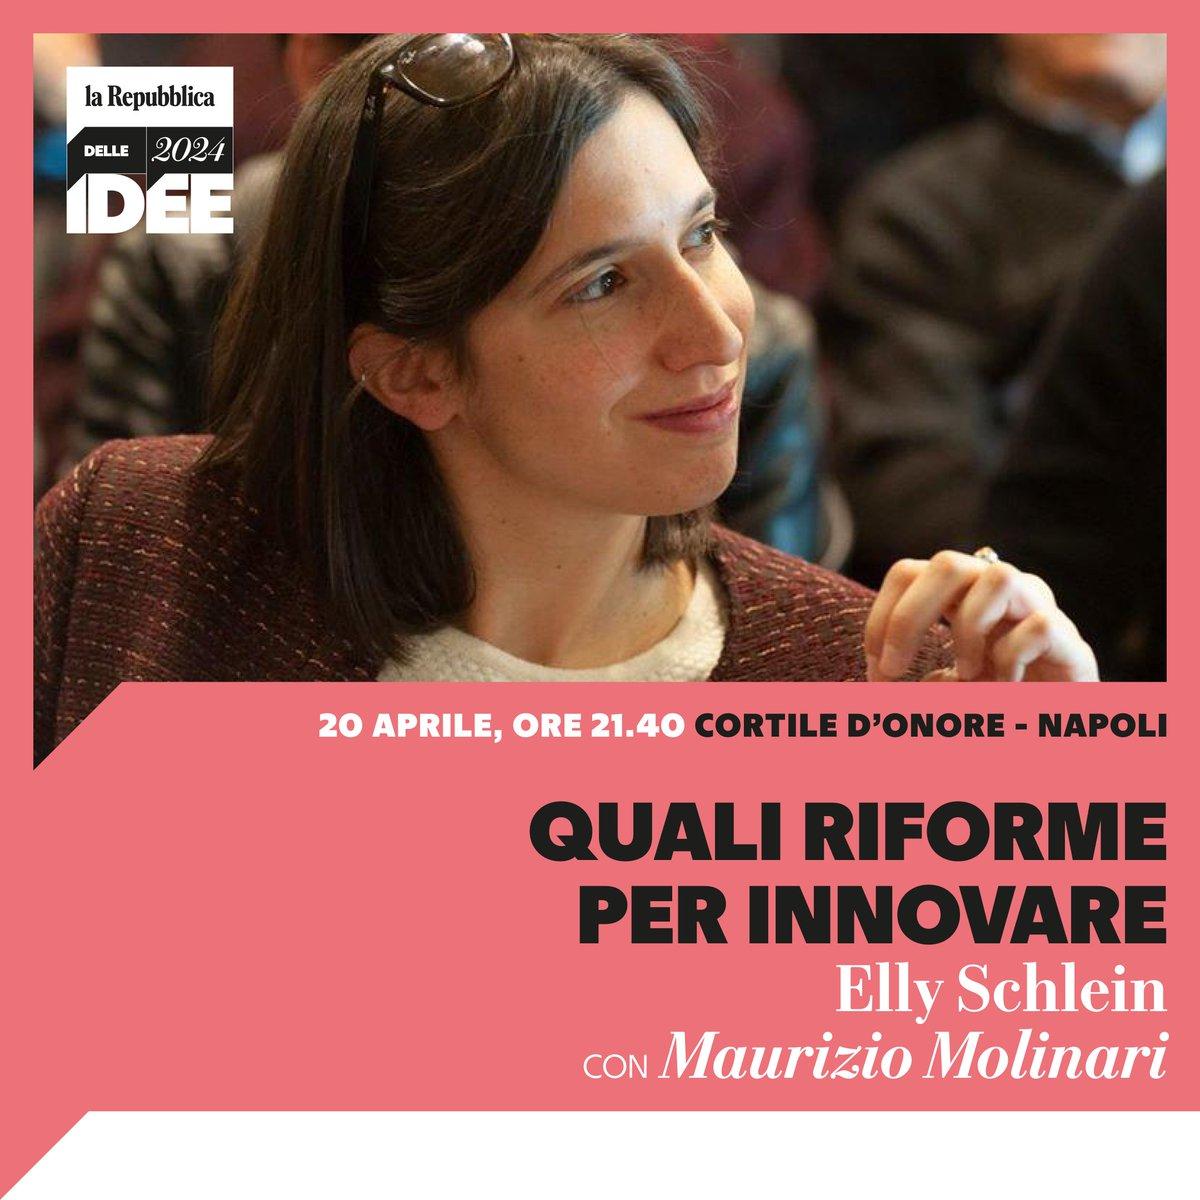 la Repubblica
DELLE 2024
IDEE
20 APRILE, ORE 21.40 CORTILE D'ONORE - NAPOLI
QUALI RIFORME
PER INNOVARE
Elly Schlein
CON Maurizio Molinari